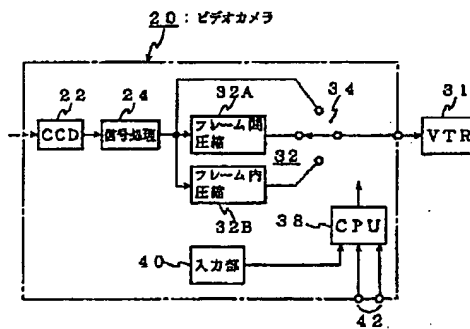 20：ビデオカメラ
22
24
32A
34
31
CCD
信号処理
フレーム間
圧縮
VTR
32
フレーム内
圧縮
32B
38
CPU
40
入力部
42